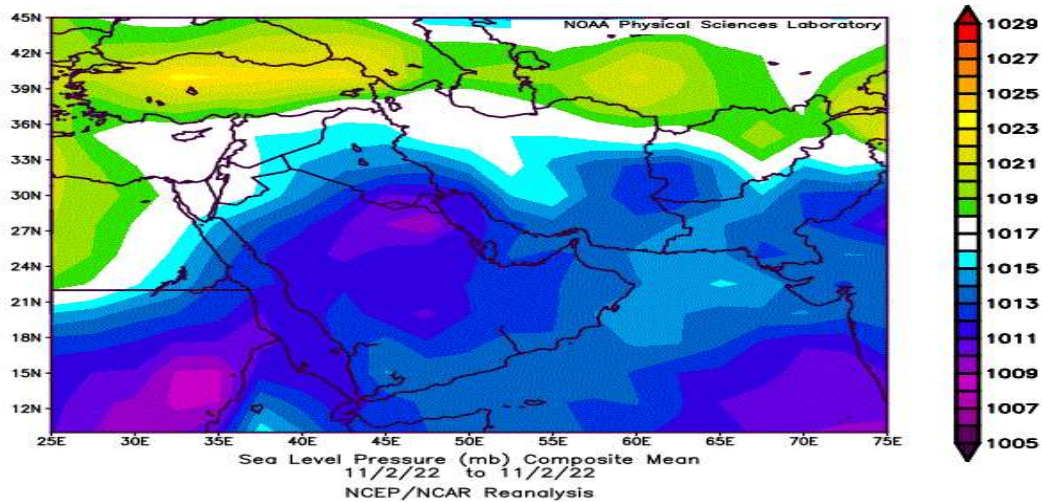 NOAA Physical Sciences Laboratory
45N
42N
39N
36N
33N
30N
27N
24N
21N
18N
15N
12N
25E 30E 35E 40E 45E 50E 55E 60E 65E 70E 75E
1029
1027
1025
1023
1021
1019
1017
1015
1013
1011
1009
1007
1005
Sea Level Pressure (mb) Composite Mean
11/2/22 to 11/2/22
NCEP/NCAR Reanalysis